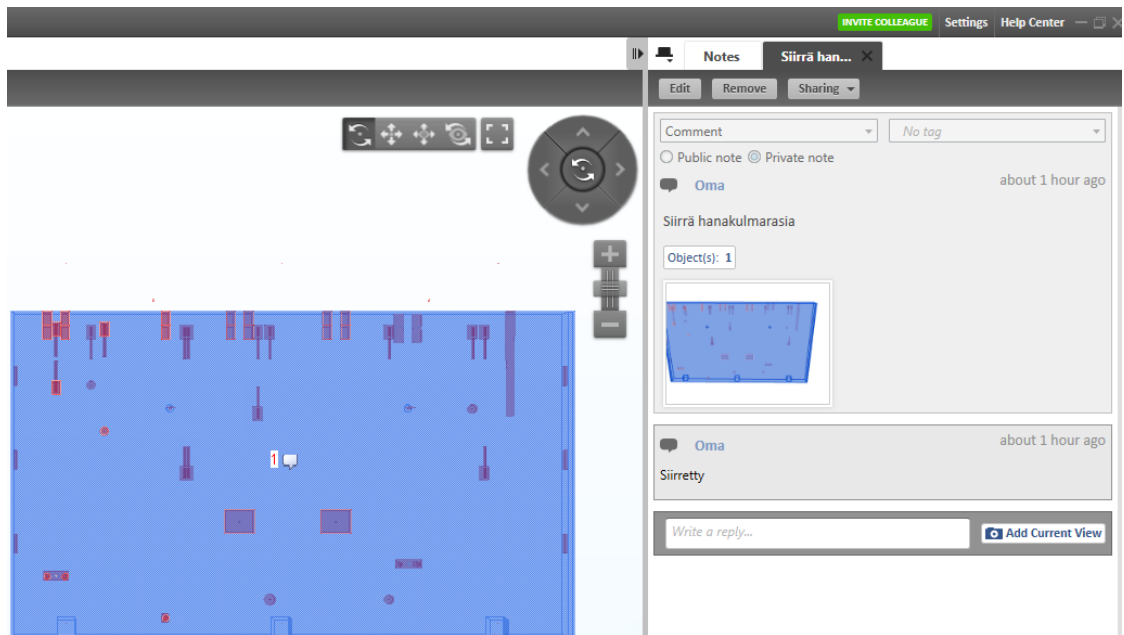 INVITE COLLEAGUE Settings Help Center
Notes Siirrä han...
Edit Remove Sharing
Comment No tag
Public note Private note
Oma about 1 hour ago
Siirrä hanakulmarasia
Object(s): 1
1
Oma about 1 hour ago
Siirretty
Write a reply... Add Current View